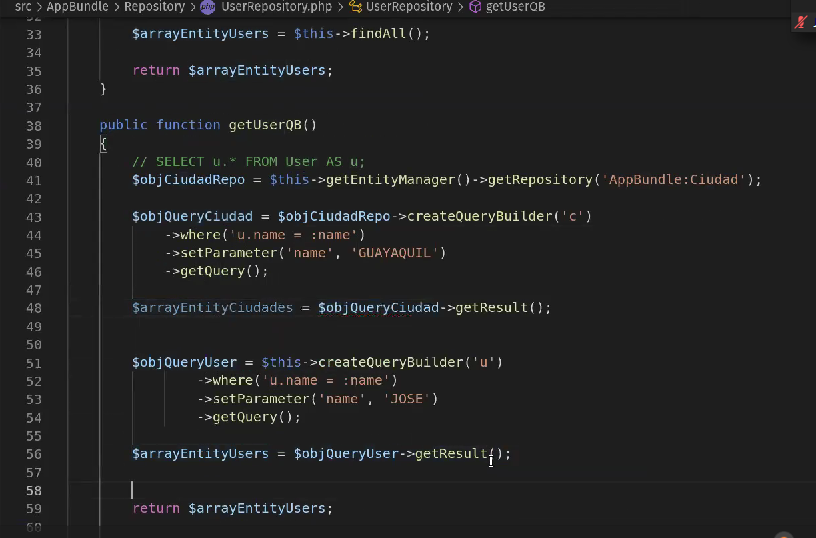 src > AppBundle > Repository > php UserRepository.php > UserRepository > getUserQB
32
33 $arrayEntityUsers = $this->findAll();
34
35 return $arrayEntityUsers;
36 }
37
38 public function getUserQB()
39 {
40 // SELECT u.* FROM User AS u;
41 $objCiudadRepo = $this->getEntityManager()->getRepository('AppBundle:Ciudad');
42
43 $objQueryCiudad = $objCiudadRepo->createQueryBuilder('c')
44 ->where('u.name = :name')
45 ->setParameter('name', 'GUAYAQUIL')
46 ->getQuery();
47
48 $arrayEntityCiudades = $objQueryCiudad->getResult();
49
50
51 $objQueryUser = $this->createQueryBuilder('u')
52 ->where('u.name = :name')
53 ->setParameter('name', 'JOSE')
54 ->getQuery();
55
56 $arrayEntityUsers = $objQueryUser->getResult();
57
58
59 return $arrayEntityUsers;
60